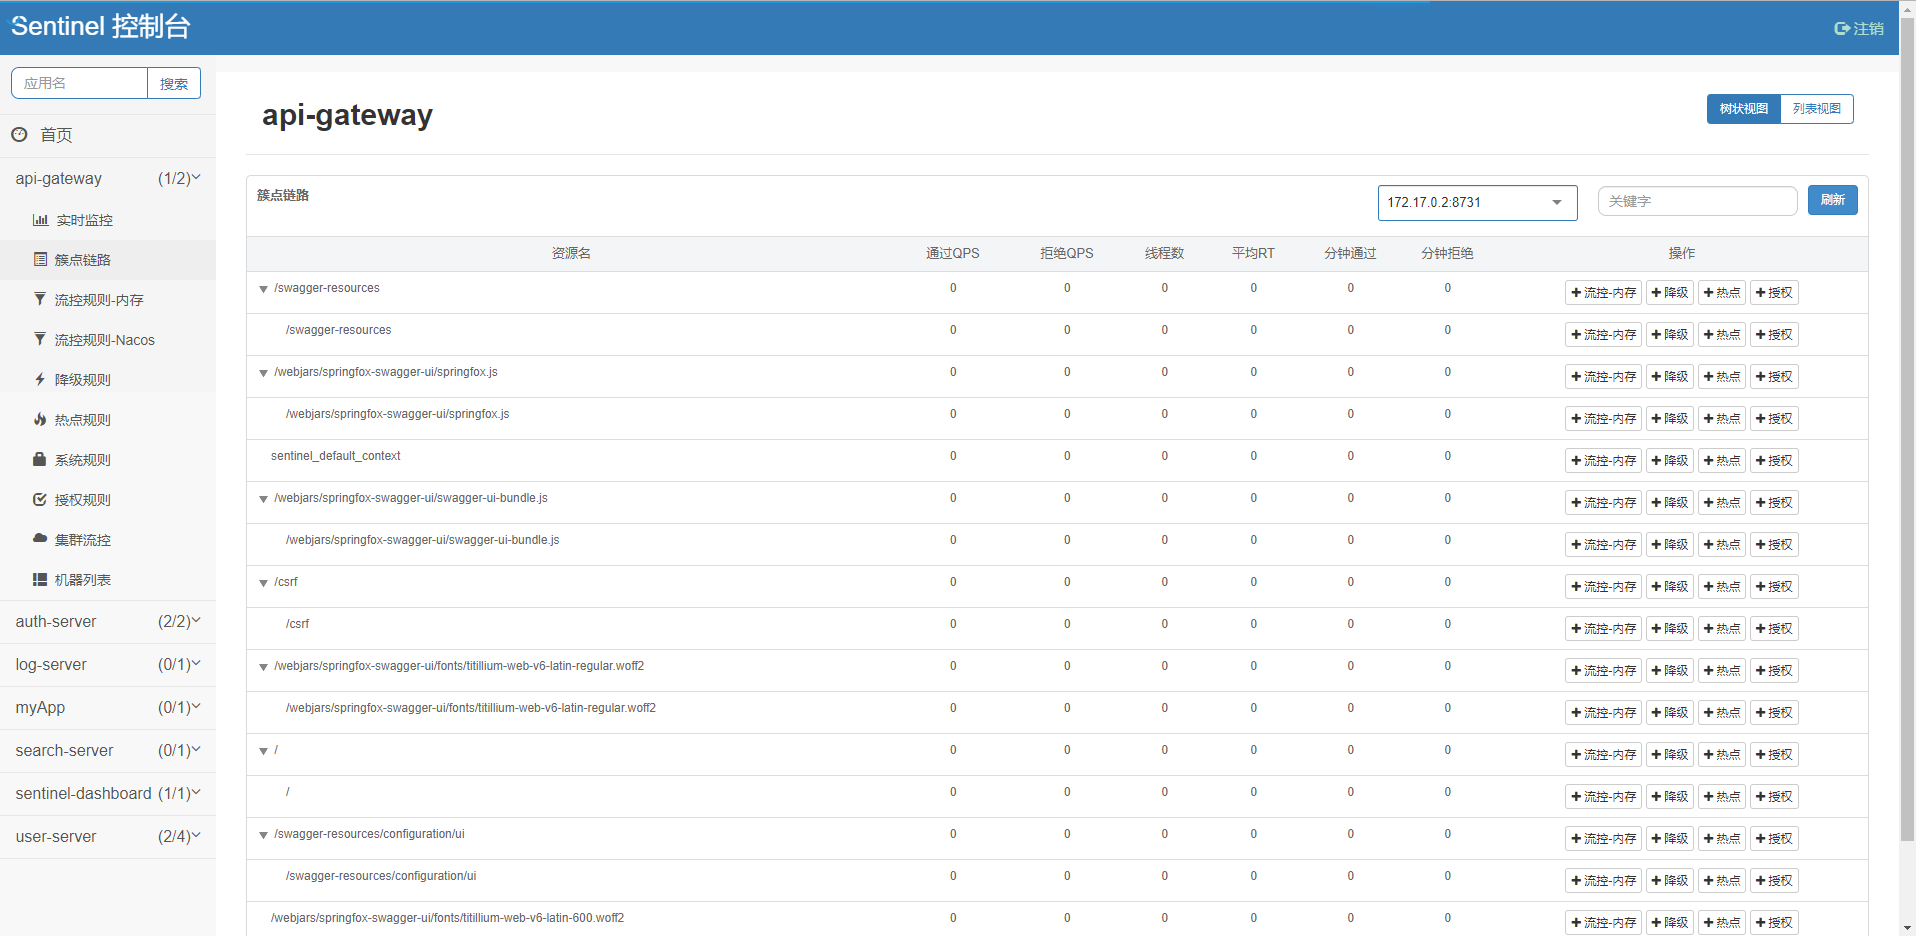 Sentinel 控制台
注销
应用名 搜索
首页
api-gateway (1/2)
实时监控
簇点链路
流控规则-内存
流控规则-Nacos
降级规则
热点规则
系统规则
授权规则
集群流控
机器列表
auth-server (2/2)
log-server (0/1)
myApp (0/1)
search-server (0/1)
sentinel-dashboard (1/1)
user-server (2/4)
api-gateway
树状视图 列表视图
簇点链路 172.17.0.2:8731 关键字 刷新
资源名 通过QPS 拒绝QPS 线程数 平均RT 分钟通过 分钟拒绝 操作
/swagger-resources 0 0 0 0 0 0 流控-内存 降级 热点 授权
/swagger-resources 0 0 0 0 0 0 流控-内存 降级 热点 授权
/webjars/springfox-swagger-ui/springfox.js 0 0 0 0 0 0 流控-内存 降级 热点 授权
/webjars/springfox-swagger-ui/springfox.js 0 0 0 0 0 0 流控-内存 降级 热点 授权
sentinel_default_context 0 0 0 0 0 0 流控-内存 降级 热点 授权
/webjars/springfox-swagger-ui/swagger-ui-bundle.js 0 0 0 0 0 0 流控-内存 降级 热点 授权
/webjars/springfox-swagger-ui/swagger-ui-bundle.js 0 0 0 0 0 0 流控-内存 降级 热点 授权
/csrf 0 0 0 0 0 0 流控-内存 降级 热点 授权
/csrf 0 0 0 0 0 0 流控-内存 降级 热点 授权
/webjars/springfox-swagger-ui/fonts/titillium-web-v6-latin-regular.woff2 0 0 0 0 0 0 流控-内存 降级 热点 授权
/webjars/springfox-swagger-ui/fonts/titillium-web-v6-latin-regular.woff2 0 0 0 0 0 0 流控-内存 降级 热点 授权
/ 0 0 0 0 0 0 流控-内存 降级 热点 授权
/ 0 0 0 0 0 0 流控-内存 降级 热点 授权
/swagger-resources/configuration/ui 0 0 0 0 0 0 流控-内存 降级 热点 授权
/swagger-resources/configuration/ui 0 0 0 0 0 0 流控-内存 降级 热点 授权
/webjars/springfox-swagger-ui/fonts/titillium-web-v6-latin-600.woff2 0 0 0 0 0 0 流控-内存 降级 热点 授权